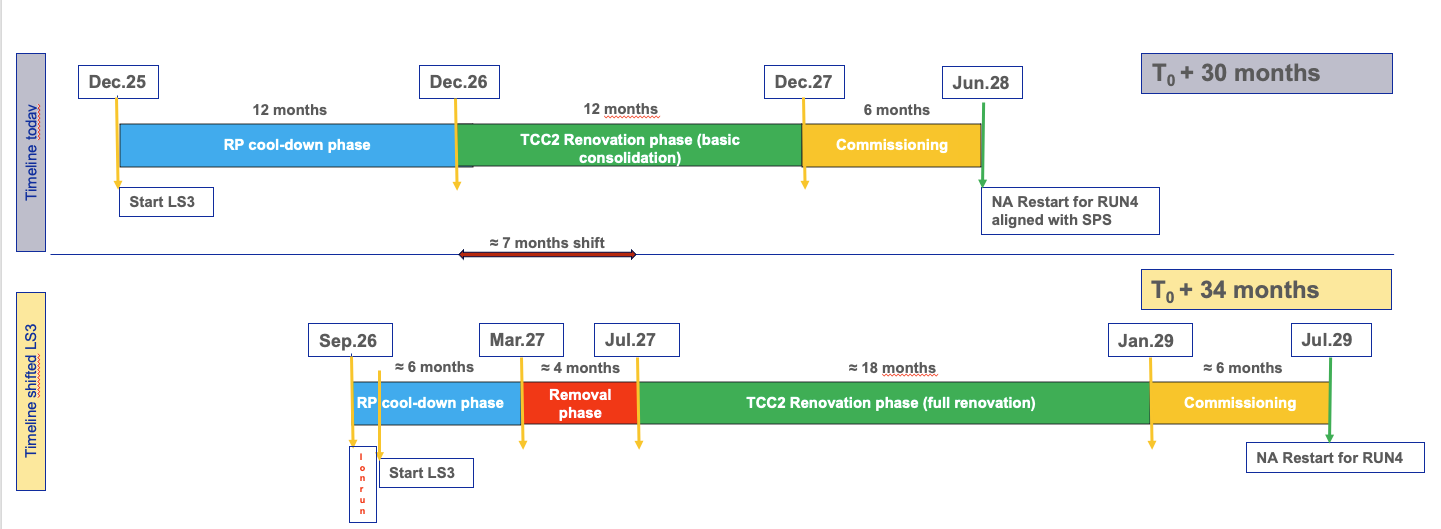 Timeline today
Dec.25
Dec.26
Dec.27
Jun.28
T0 + 30 months
12 months
12 months
6 months
RP cool-down phase
TCC2 Renovation phase (basic
consolidation)
Commissioning
Start LS3
NA Restart for RUN4
aligned with SPS
≈ 7 months shift
T0 + 34 months
Timeline shifted LS3
Sep.26
Mar.27
Jul.27
Jan.29
Jul.29
≈ 6 months
≈ 4 months
≈ 18 months
≈ 6 months
RP cool-down phase
Removal
phase
TCC2 Renovation phase (full renovation)
Commissioning
Ion run
Start LS3
NA Restart for RUN4